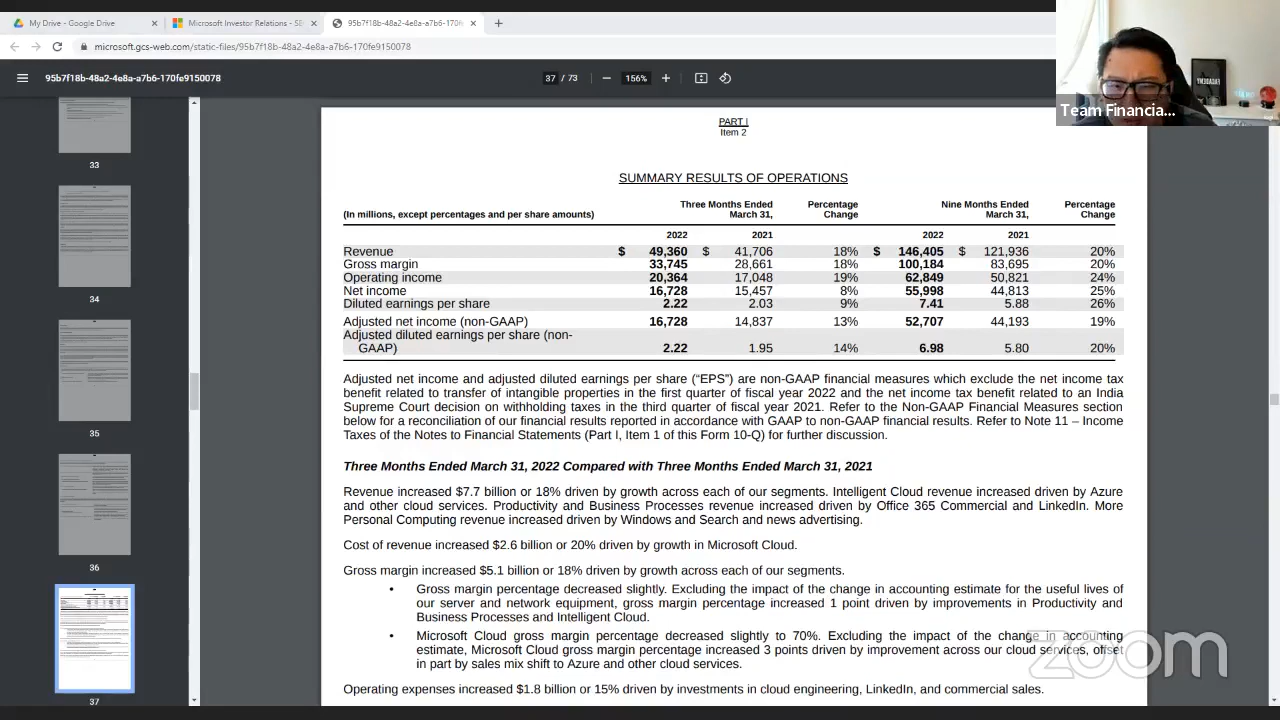 My Drive - Google Drive
Microsoft Investor Relations - SE
95b7f18b-48a2-4e8a-a7b6-170f
microsoft.gcs-web.com/static-files/95b7f18b-48a2-4e8a-a7b6-170fe9150078
95b7f18b-48a2-4e8a-a7b6-170fe9150078
37 / 73
156%
Team Financia...
33
34
35
36
37
PART I
Item 2
SUMMARY RESULTS OF OPERATIONS
(In millions, except percentages and per share amounts) Three Months Ended March 31, Percentage Change Nine Months Ended March 31, Percentage Change
2022 2021 2022 2021
Revenue $ 49,360 $ 41,706 18% $ 146,405 $ 121,936 20%
Gross margin 33,745 28,661 18% 100,184 83,695 20%
Operating income 20,364 17,048 19% 62,849 50,821 24%
Net income 16,728 15,457 8% 55,998 44,813 25%
Diluted earnings per share 2.22 2.03 9% 7.41 5.88 26%
Adjusted net income (non-GAAP) 16,728 14,837 13% 52,707 44,193 19%
Adjusted diluted earnings per share (non-
GAAP) 2.22 1.95 14% 6.98 5.80 20%
Adjusted net income and adjusted diluted earnings per share (“EPS”) are non-GAAP financial measures which exclude the net income tax
benefit related to transfer of intangible properties in the first quarter of fiscal year 2022 and the net income tax benefit related to an India
Supreme Court decision on withholding taxes in the third quarter of fiscal year 2021. Refer to the Non-GAAP Financial Measures section
below for a reconciliation of our financial results reported in accordance with GAAP to non-GAAP financial results. Refer to Note 11 – Income
Taxes of the Notes to Financial Statements (Part I, Item 1 of this Form 10-Q) for further discussion.
Three Months Ended March 31, 2022 Compared with Three Months Ended March 31, 2021
Revenue increased $7.7 billion or 18% driven by growth across each of our segments. Intelligent Cloud revenue increased driven by Azure
and other cloud services. Productivity and Business Processes revenue increased driven by Office 365 Commercial and LinkedIn. More
Personal Computing revenue increased driven by Windows and Search and news advertising.
Cost of revenue increased $2.6 billion or 20% driven by growth in Microsoft Cloud.
Gross margin increased $5.1 billion or 18% driven by growth across each of our segments.
• Gross margin percentage decreased slightly. Excluding the impact of the change in accounting estimate for the useful lives of
our server and network equipment, gross margin percentage increased 1 point driven by improvements in Productivity and
Business Processes and Intelligent Cloud.
• Microsoft Cloud gross margin percentage decreased slightly to 70%. Excluding the impact of the change in accounting
estimate, Microsoft Cloud gross margin percentage increased 3 points driven by improvement across our cloud services, offset
in part by sales mix shift to Azure and other cloud services.
Operating expenses increased $1.8 billion or 15% driven by investments in cloud engineering, LinkedIn, and commercial sales.
zoom